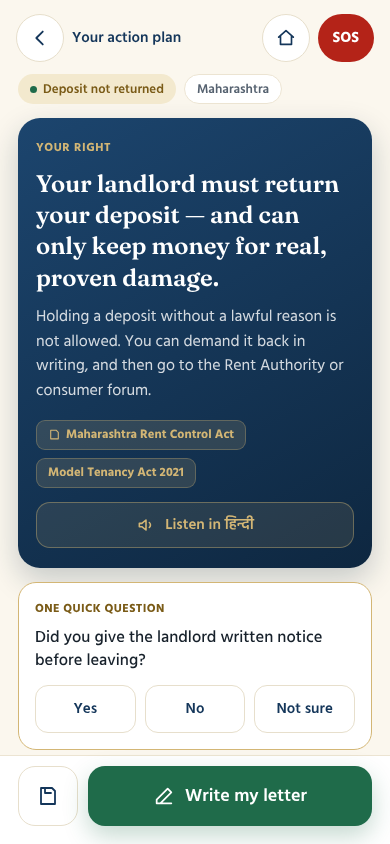 Your action plan
SOS
Deposit not returned
Maharashtra
YOUR RIGHT
Your landlord must return
your deposit — and can
only keep money for real,
proven damage.
Holding a deposit without a lawful reason is
not allowed. You can demand it back in
writing, and then go to the Rent Authority or
consumer forum.
Maharashtra Rent Control Act
Model Tenancy Act 2021
Listen in हिन्दी
ONE QUICK QUESTION
Did you give the landlord written notice
before leaving?
Yes
No
Not sure
Write my letter